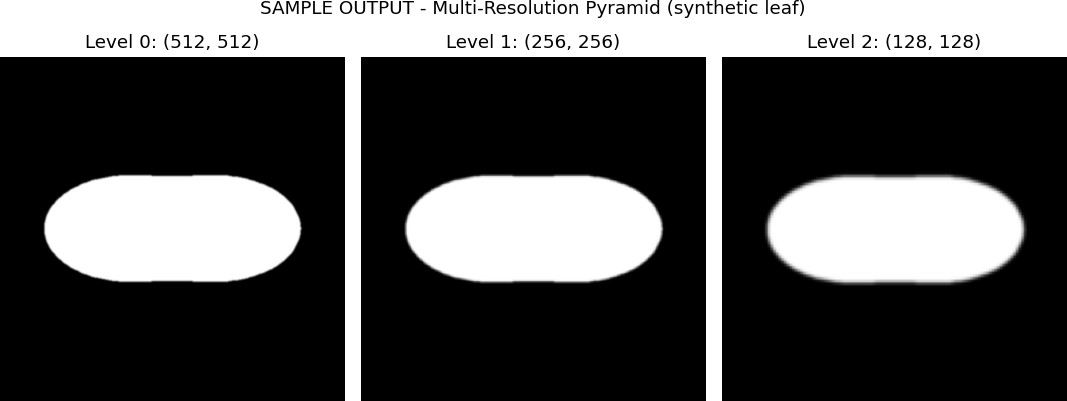 SAMPLE OUTPUT - Multi-Resolution Pyramid (synthetic leaf)
Level 0: (512, 512)
Level 1: (256, 256)
Level 2: (128, 128)